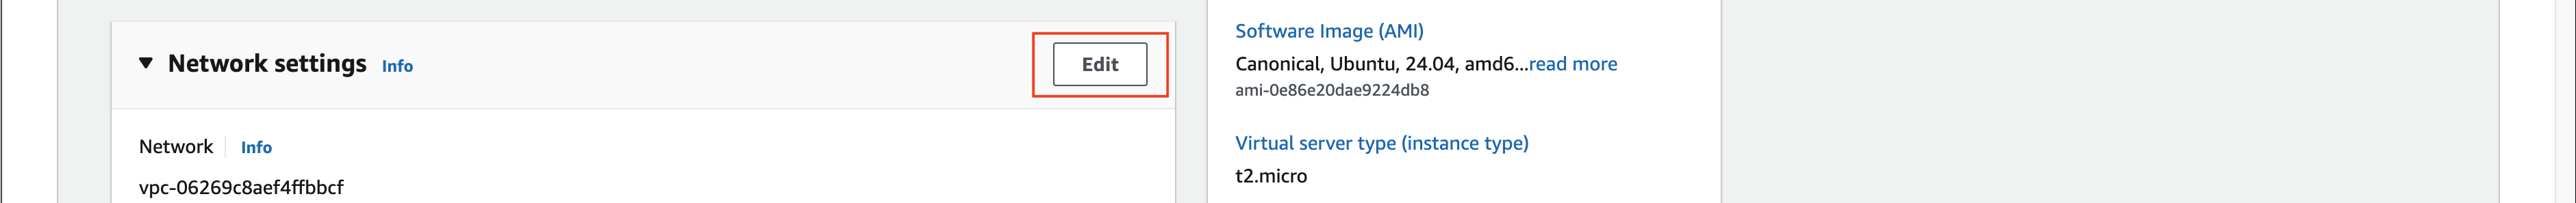 Network settings Info
Edit
Network Info
vpc-06269c8aef4ffbbcf
Software Image (AMI)
Canonical, Ubuntu, 24.04, amd6...read more
ami-0e86e20dae9224db8
Virtual server type (instance type)
t2.micro